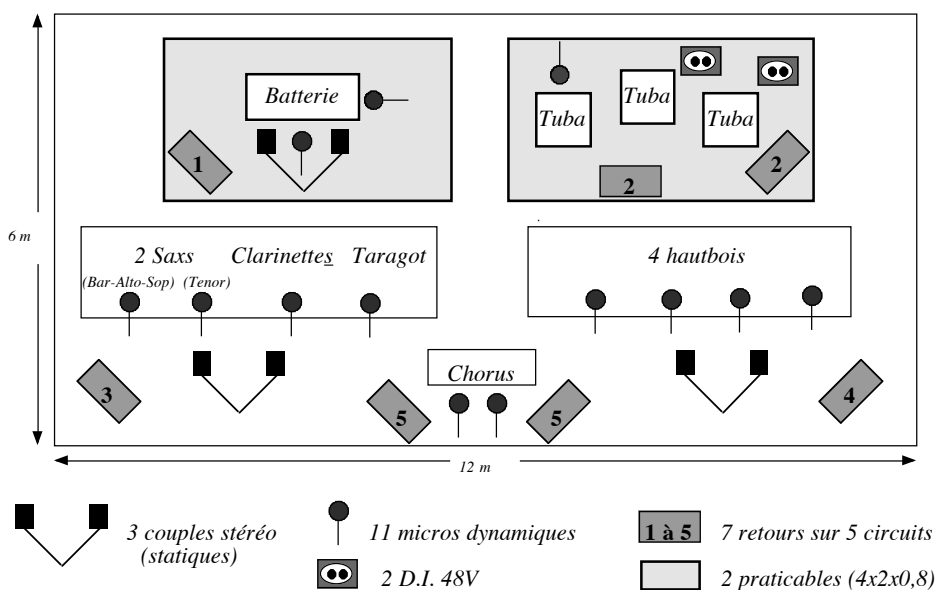 Batterie
1
Tuba
Tuba
Tuba
2
2
6 m
2 Saxs Clarinettes Taragot
(Bar-Alto-Sop) (Tenor)
4 hautbois
3
5
Chorus
5
4
12 m
3 couples stéréo
(statiques)
11 micros dynamiques
2 D.I. 48V
1 à 5
7 retours sur 5 circuits
2 praticables (4x2x0,8)